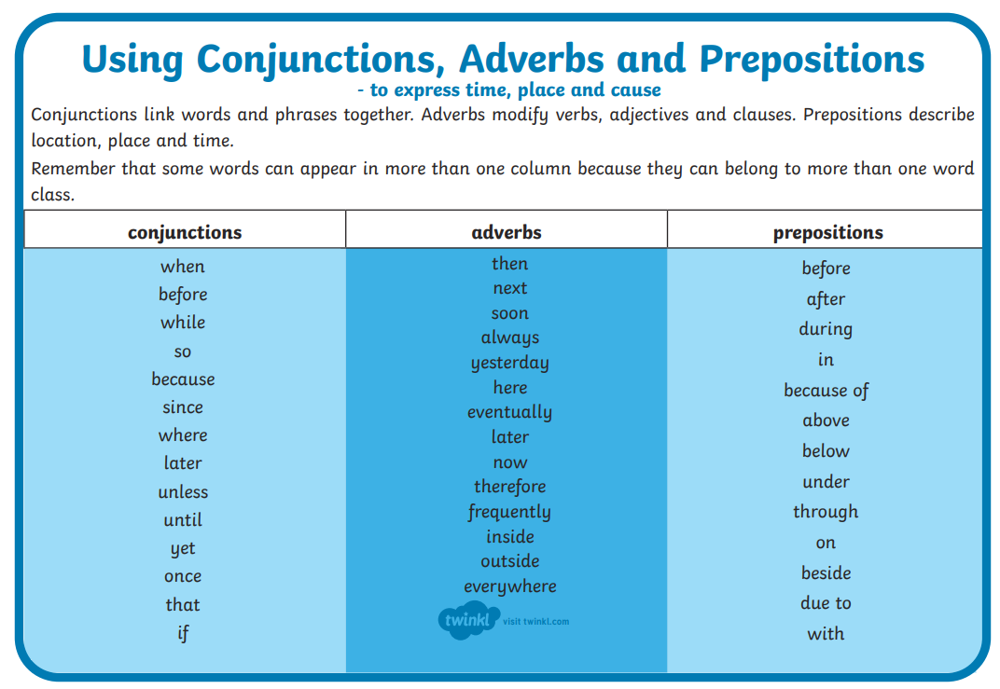 Using Conjunctions, Adverbs and Prepositions
- to express time, place and cause
Conjunctions link words and phrases together. Adverbs modify verbs, adjectives and clauses. Prepositions describe
location, place and time.
Remember that some words can appear in more than one column because they can belong to more than one word
class.
conjunctions
when
before
while
so
because
since
where
later
unless
until
yet
once
that
if
adverbs
then
next
soon
always
yesterday
here
eventually
later
now
therefore
frequently
inside
outside
everywhere
twinkl visit twinkl.com
prepositions
before
after
during
in
because of
above
below
under
through
on
beside
due to
with